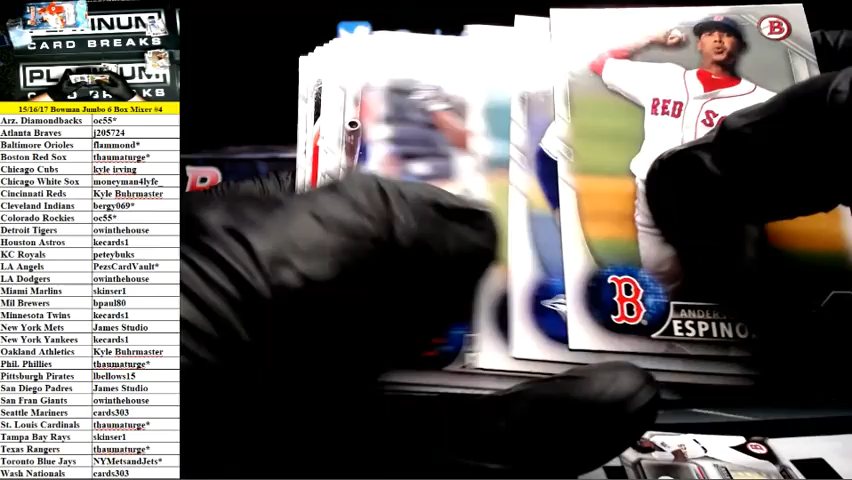 PLATINUM
CARD BREAKS
PLATINUM
CARD BREAKS
15/16/17 Bowman Jumbo 6 Box Mixer #4
Arz. Diamondbacks oc55*
Atlanta Braves j205724
Baltimore Orioles flammond*
Boston Red Sox thaumaturge*
Chicago Cubs kyle irving
Chicago White Sox moneyman4lyfe_
Cincinnati Reds Kyle Buhrmaster
Cleveland Indians bergy069*
Colorado Rockies oc55*
Detroit Tigers owinthehouse
Houston Astros kecards1
KC Royals peteybuks
LA Angels PezsCardVault*
LA Dodgers owinthehouse
Miami Marlins skinser1
Mil Brewers bpaul80
Minnesota Twins kecards1
New York Mets James Studio
New York Yankees kecards1
Oakland Athletics Kyle Buhrmaster
Phil. Phillies thaumaturge*
Pittsburgh Pirates lbellows15
San Diego Padres James Studio
San Fran Giants owinthehouse
Seattle Mariners cards303
St. Louis Cardinals thaumaturge*
Tampa Bay Rays skinser1
Texas Rangers thaumaturge*
Toronto Blue Jays NYMetsandJets*
Wash Nationals cards303
B
RED S
B
ANDER
ESPINO